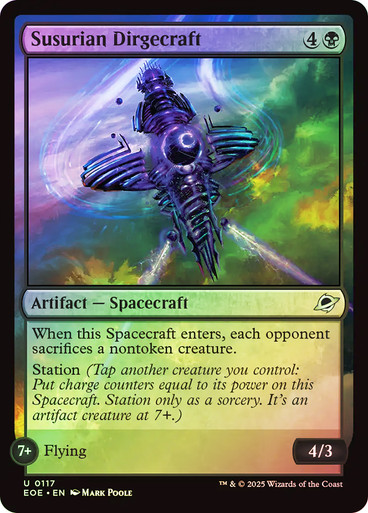 Susurian Dirgecraft 4
Artifact — Spacecraft
When this Spacecraft enters, each opponent
sacrifices a nontoken creature.
Station (Tap another creature you control:
Put charge counters equal to its power on this
Spacecraft. Station only as a sorcery. It's an
artifact creature at 7+.)
7+ Flying 4/3
U 0117
EOE • EN Mark Poole ™ & © 2025 Wizards of the Coast